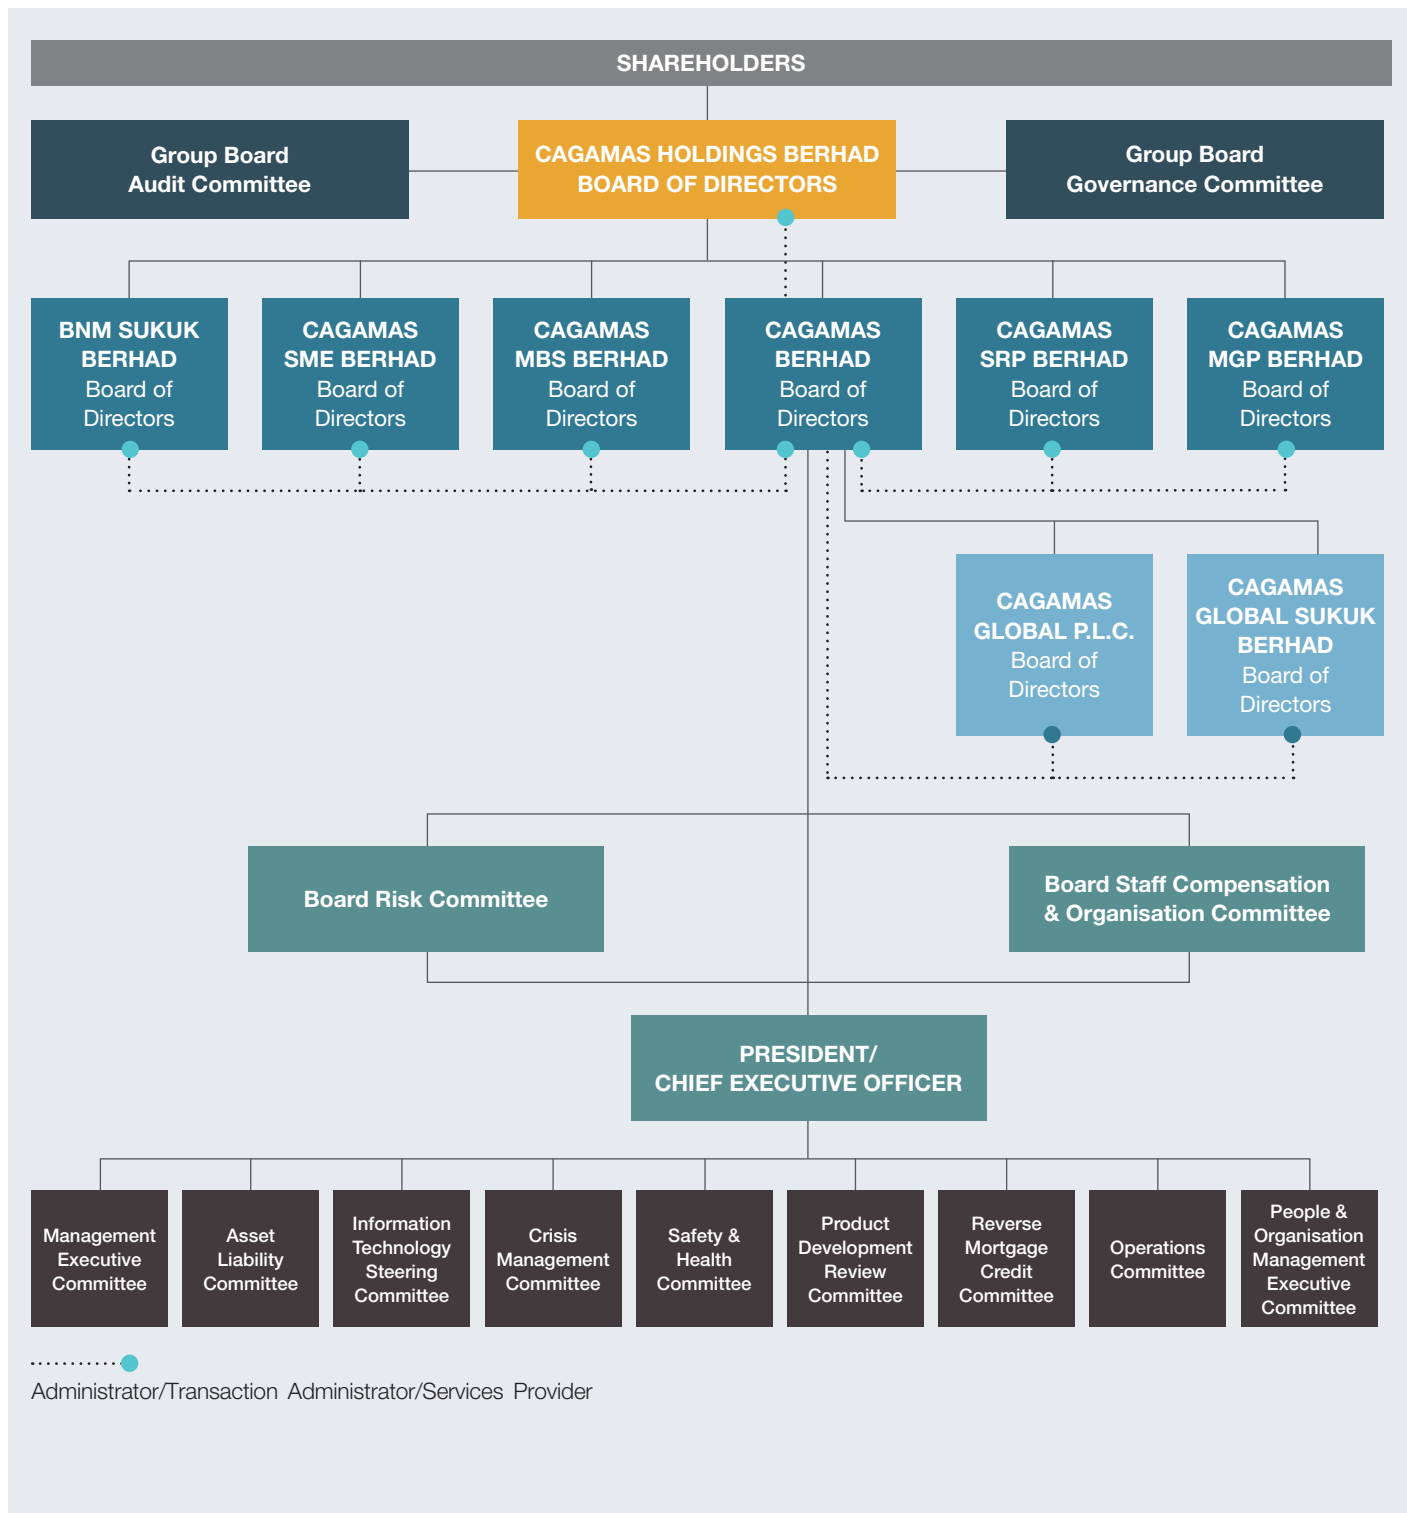 SHAREHOLDERS
Group Board
Audit Committee
CAGAMAS HOLDINGS BERHAD
BOARD OF DIRECTORS
Group Board
Governance Committee
BNM SUKUK
BERHAD
Board of
Directors
CAGAMAS
SME BERHAD
Board of
Directors
CAGAMAS
MBS BERHAD
Board of
Directors
CAGAMAS
BERHAD
Board of
Directors
CAGAMAS
SRP BERHAD
Board of
Directors
CAGAMAS
MGP BERHAD
Board of
Directors
CAGAMAS
GLOBAL P.L.C.
Board of
Directors
CAGAMAS
GLOBAL SUKUK
BERHAD
Board of
Directors
Board Risk Committee
Board Staff Compensation
& Organisation Committee
PRESIDENT/
CHIEF EXECUTIVE OFFICER
Management
Executive
Committee
Asset
Liability
Committee
Information
Technology
Steering
Committee
Crisis
Management
Committee
Safety &
Health
Committee
Product
Development
Review
Committee
Reverse
Mortgage
Credit
Committee
Operations
Committee
People &
Organisation
Management
Executive
Committee
Administrator/Transaction Administrator/Services Provider